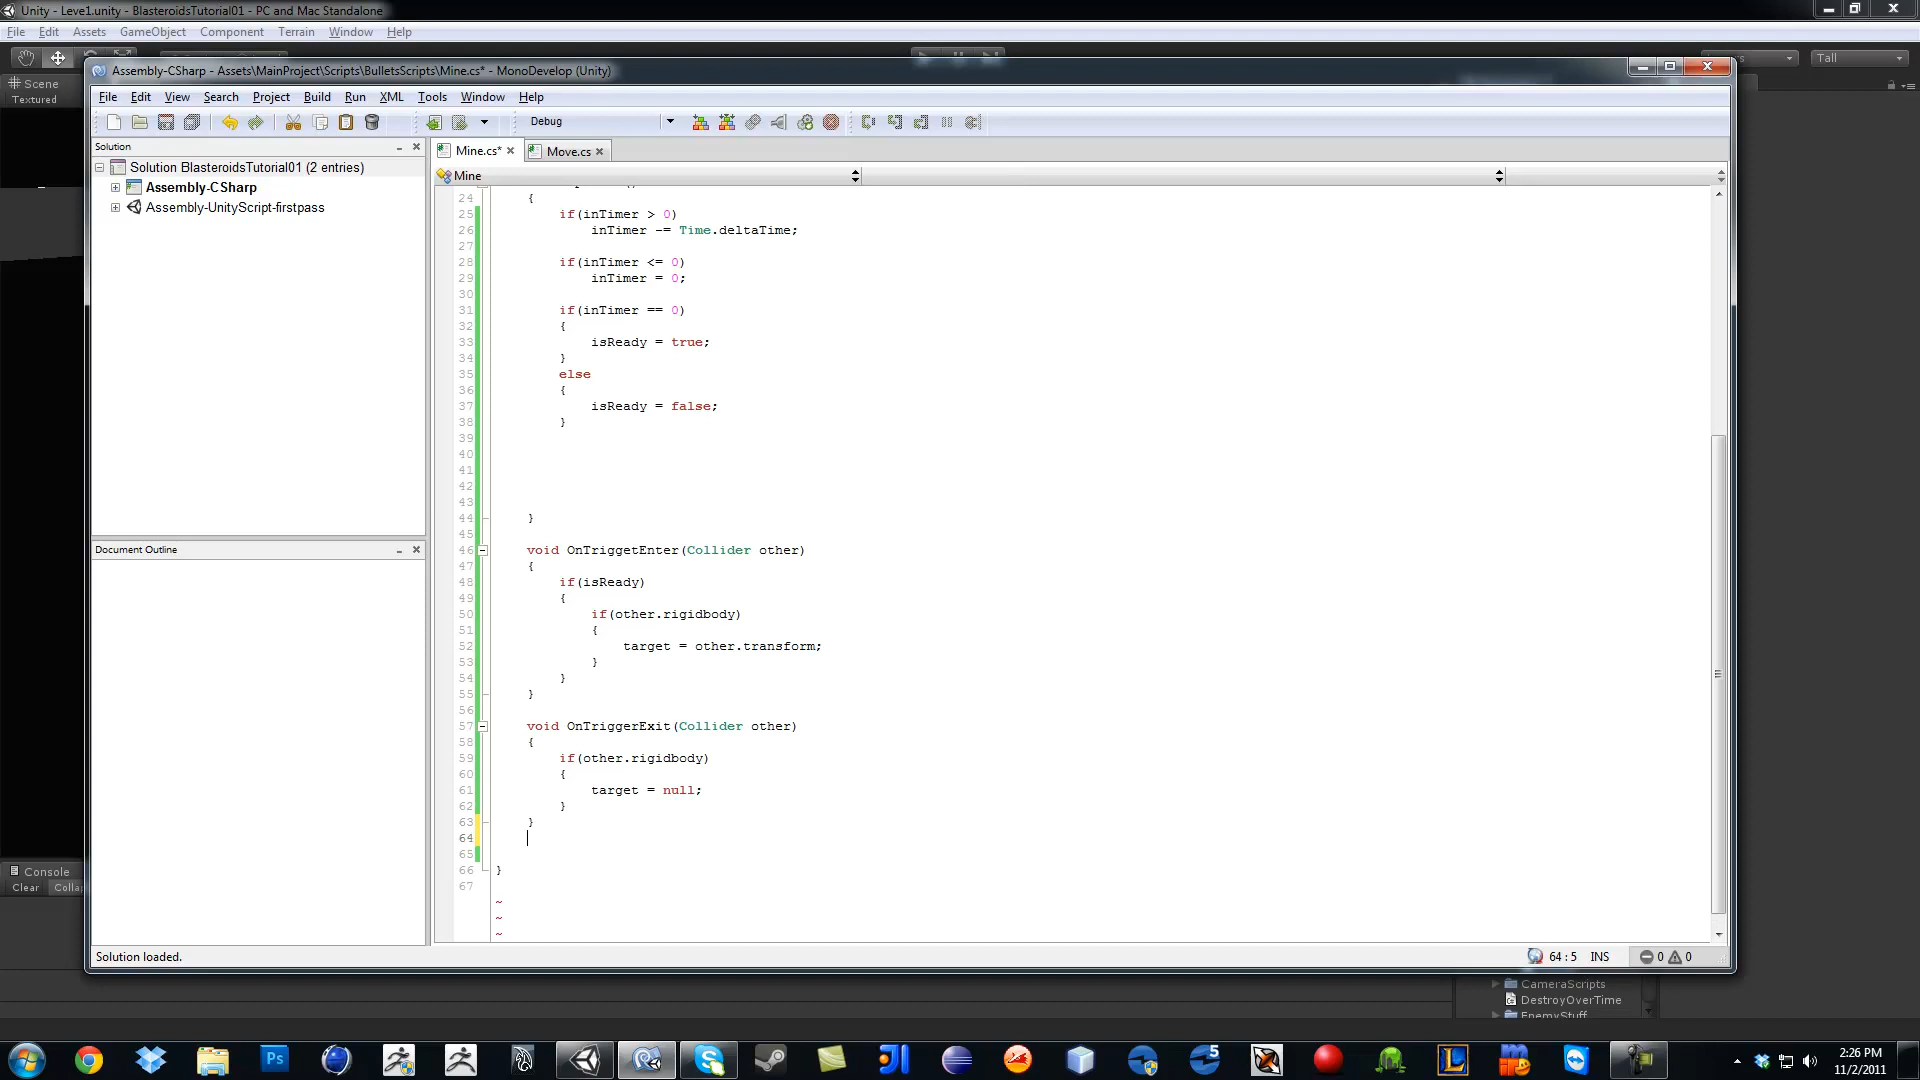 Unity - Leve1.unity - BlasteroidsTutorial01 - PC and Mac Standalone
File Edit Assets GameObject Component Terrain Window Help
Tall
Scene
Textured
Assembly-CSharp - Assets\MainProject\Scripts\BulletsScripts\Mine.cs* - MonoDevelop (Unity)
File Edit View Search Project Build Run XML Tools Window Help
Debug
Solution
Mine.cs* Move.cs
Solution BlasteroidsTutorial01 (2 entries)
Mine
Assembly-CSharp
Assembly-UnityScript-firstpass
24 {
25 if(inTimer > 0)
26 inTimer -= Time.deltaTime;
27
28 if(inTimer <= 0)
29 inTimer = 0;
30
31 if(inTimer == 0)
32 {
33 isReady = true;
34 }
35 else
36 {
37 isReady = false;
38 }
39
40
41
42
43
44 }
45
46 void OnTriggetEnter(Collider other)
47 {
48 if(isReady)
49 {
50 if(other.rigidbody)
51 {
52 target = other.transform;
53 }
54 }
55 }
56
57 void OnTriggerExit(Collider other)
58 {
59 if(other.rigidbody)
60 {
61 target = null;
62 }
63 }
64
65
66 }
67
~
~
~
Document Outline
Console
Clear Colla
Solution loaded.
64 : 5 INS 0 0
CameraScripts
DestroyOverTime
EnemyStuff
Ps
5
L
2:26 PM
11/2/2011